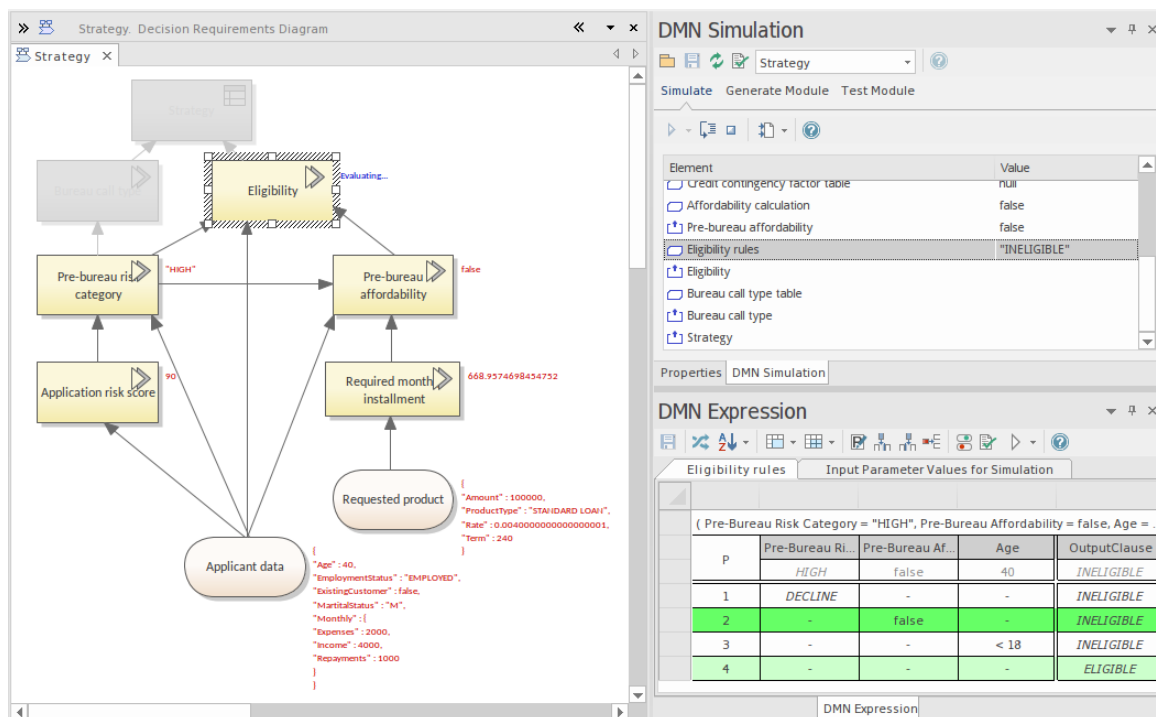 Strategy. Decision Requirements Diagram
Strategy
Strategy
Bureau call type
Eligibility
Evaluating...
Pre-bureau risk
category
"HIGH"
Pre-bureau
affordability
false
Application risk score
90
Required month
installment
668.9574698454752
Requested product
{
"Amount" : 100000,
"ProductType" : "STANDARD LOAN",
"Rate" : 0.0040000000000000001,
"Term" : 240
}
Applicant data
{
"Age" : 40,
"EmploymentStatus" : "EMPLOYED",
"ExistingCustomer" : false,
"MartitalStatus" : "M",
"Monthly" : {
"Expenses" : 2000,
"Income" : 4000,
"Repayments" : 1000
}
}
DMN Simulation
Strategy
Simulate Generate Module Test Module
Element Value
Credit contingency factor table null
Affordability calculation false
Pre-bureau affordability false
Eligibility rules "INELIGIBLE"
Eligibility
Bureau call type table
Bureau call type
Strategy
Properties DMN Simulation
DMN Expression
Eligibility rules Input Parameter Values for Simulation
( Pre-Bureau Risk Category = "HIGH", Pre-Bureau Affordability = false, Age = ...
P Pre-Bureau Ri... Pre-Bureau Af... Age OutputClause
HIGH false 40 INELIGIBLE
1 DECLINE - - INELIGIBLE
2 - false - INELIGIBLE
3 - - < 18 INELIGIBLE
4 - - - ELIGIBLE
DMN Expression